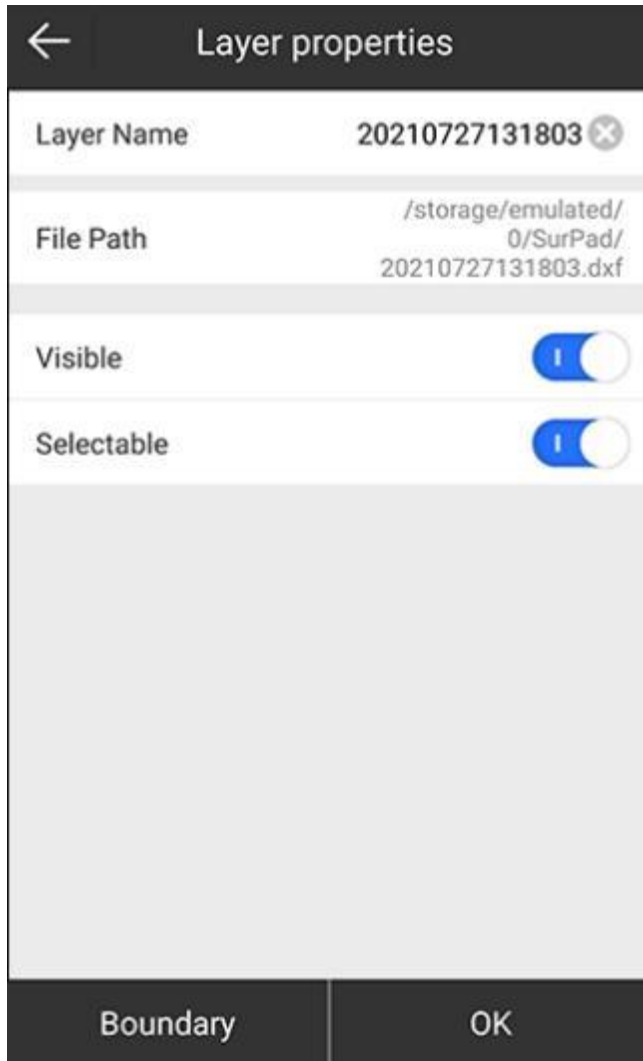 Layer properties
Layer Name 20210727131803
File Path /storage/emulated/
0/SurPad/
20210727131803.dxf
Visible
Selectable
Boundary OK